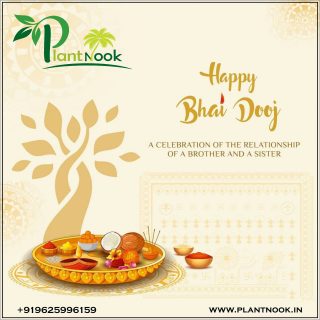 PlantNook
Happy
Bhai Dooj
A CELEBRATION OF THE RELATIONSHIP
OF A BROTHER AND A SISTER
+919625996159
WWW.PLANTNOOK.IN